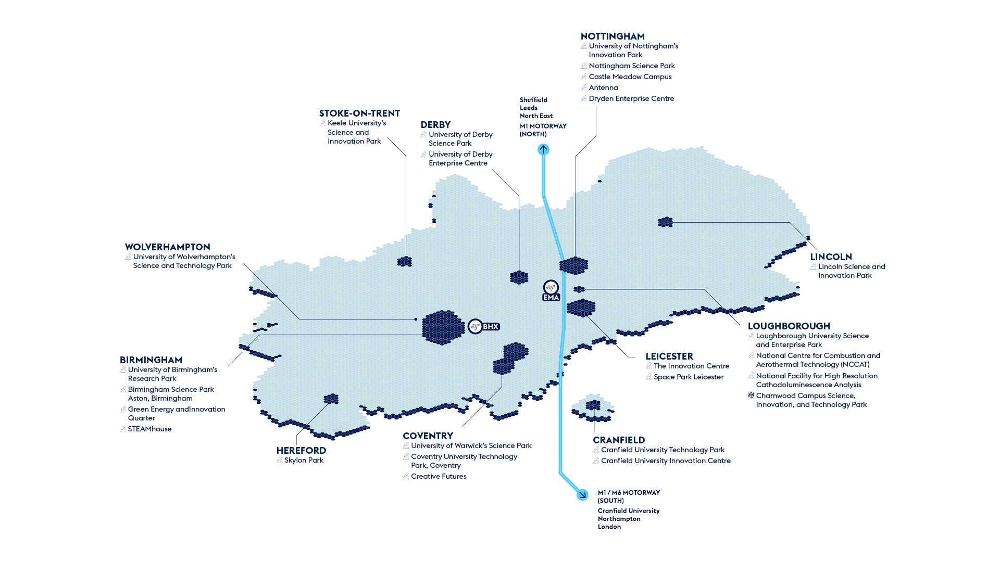 NOTTINGHAM
University of Nottingham's
Innovation Park
Nottingham Science Park
Castle Meadow Campus
Antenna
Dryden Enterprise Centre
Sheffield
Leeds
North East
M1 MOTORWAY
(NORTH)
STOKE-ON-TRENT
Keele University's
Science and
Innovation Park
DERBY
University of Derby
Science Park
University of Derby
Enterprise Centre
WOLVERHAMPTON
University of Wolverhampton's
Science and Technology Park
LINCOLN
Lincoln Science and
Innovation Park
EMA
BHX
LOUGHBOROUGH
Loughborough University Science
and Enterprise Park
National Centre for Combustion and
Aerothermal Technology (NCCAT)
National Facility for High Resolution
Cathodoluminescence Analysis
Charnwood Campus Science,
Innovation, and Technology Park
LEICESTER
The Innovation Centre
Space Park Leicester
BIRMINGHAM
University of Birmingham's
Research Park
Birmingham Science Park
Aston, Birmingham
Green Energy andInnovation
Quarter
STEAMhouse
HEREFORD
Skylon Park
COVENTRY
University of Warwick's Science Park
Coventry University Technology
Park, Coventry
Creative Futures
CRANFIELD
Cranfield University Technology Park
Cranfield University Innovation Centre
M1 / M6 MOTORWAY
(SOUTH)
Cranfield University
Northampton
London